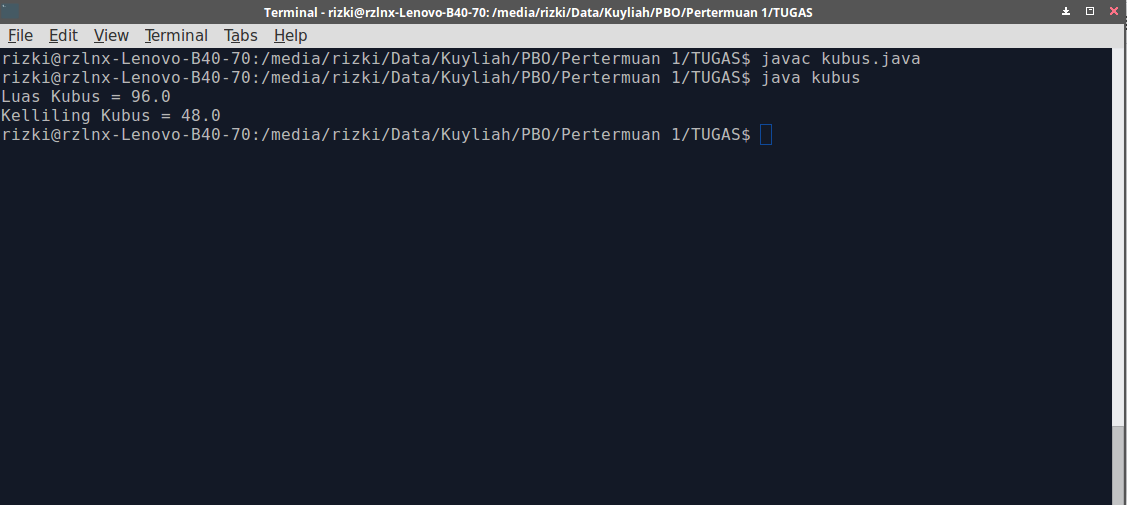 Terminal - rizki@rzlnx-Lenovo-B40-70: /media/rizki/Data/Kuyliah/PBO/Pertermuan 1/TUGAS
File Edit View Terminal Tabs Help
rizki@rzlnx-Lenovo-B40-70:/media/rizki/Data/Kuyliah/PBO/Pertermuan 1/TUGAS$ javac kubus.java
rizki@rzlnx-Lenovo-B40-70:/media/rizki/Data/Kuyliah/PBO/Pertermuan 1/TUGAS$ java kubus
Luas Kubus = 96.0
Kelliling Kubus = 48.0
rizki@rzlnx-Lenovo-B40-70:/media/rizki/Data/Kuyliah/PBO/Pertermuan 1/TUGAS$